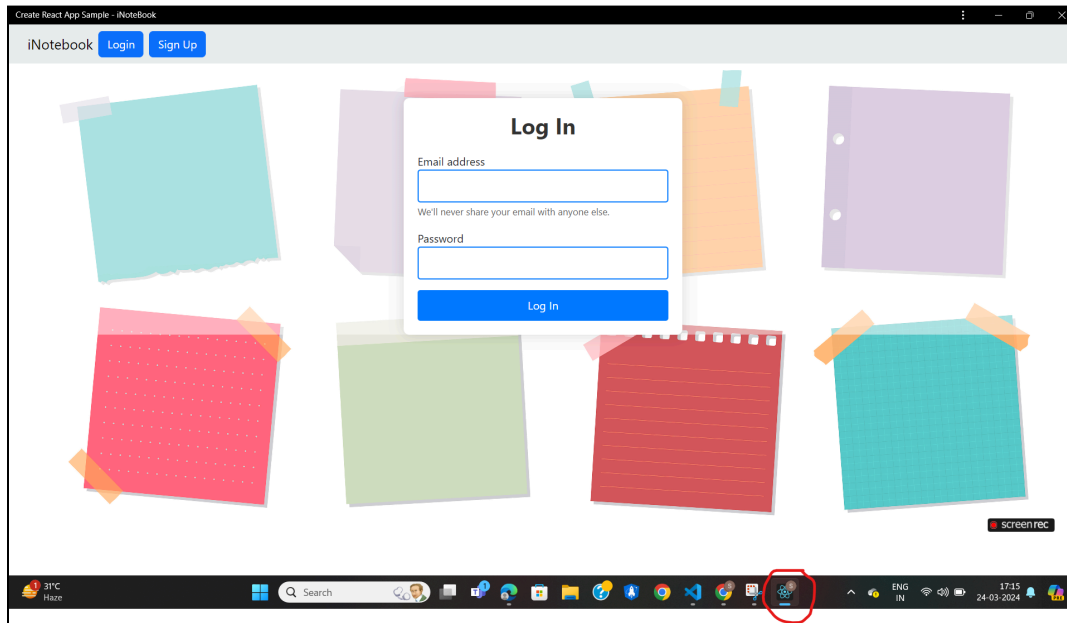 Create React App Sample - iNoteBook
iNotebook Login Sign Up
Log In
Email address
We'll never share your email with anyone else.
Password
Log In
screenrec
1 31°C
Haze
Search
ENG
IN
17:15
24-03-2024